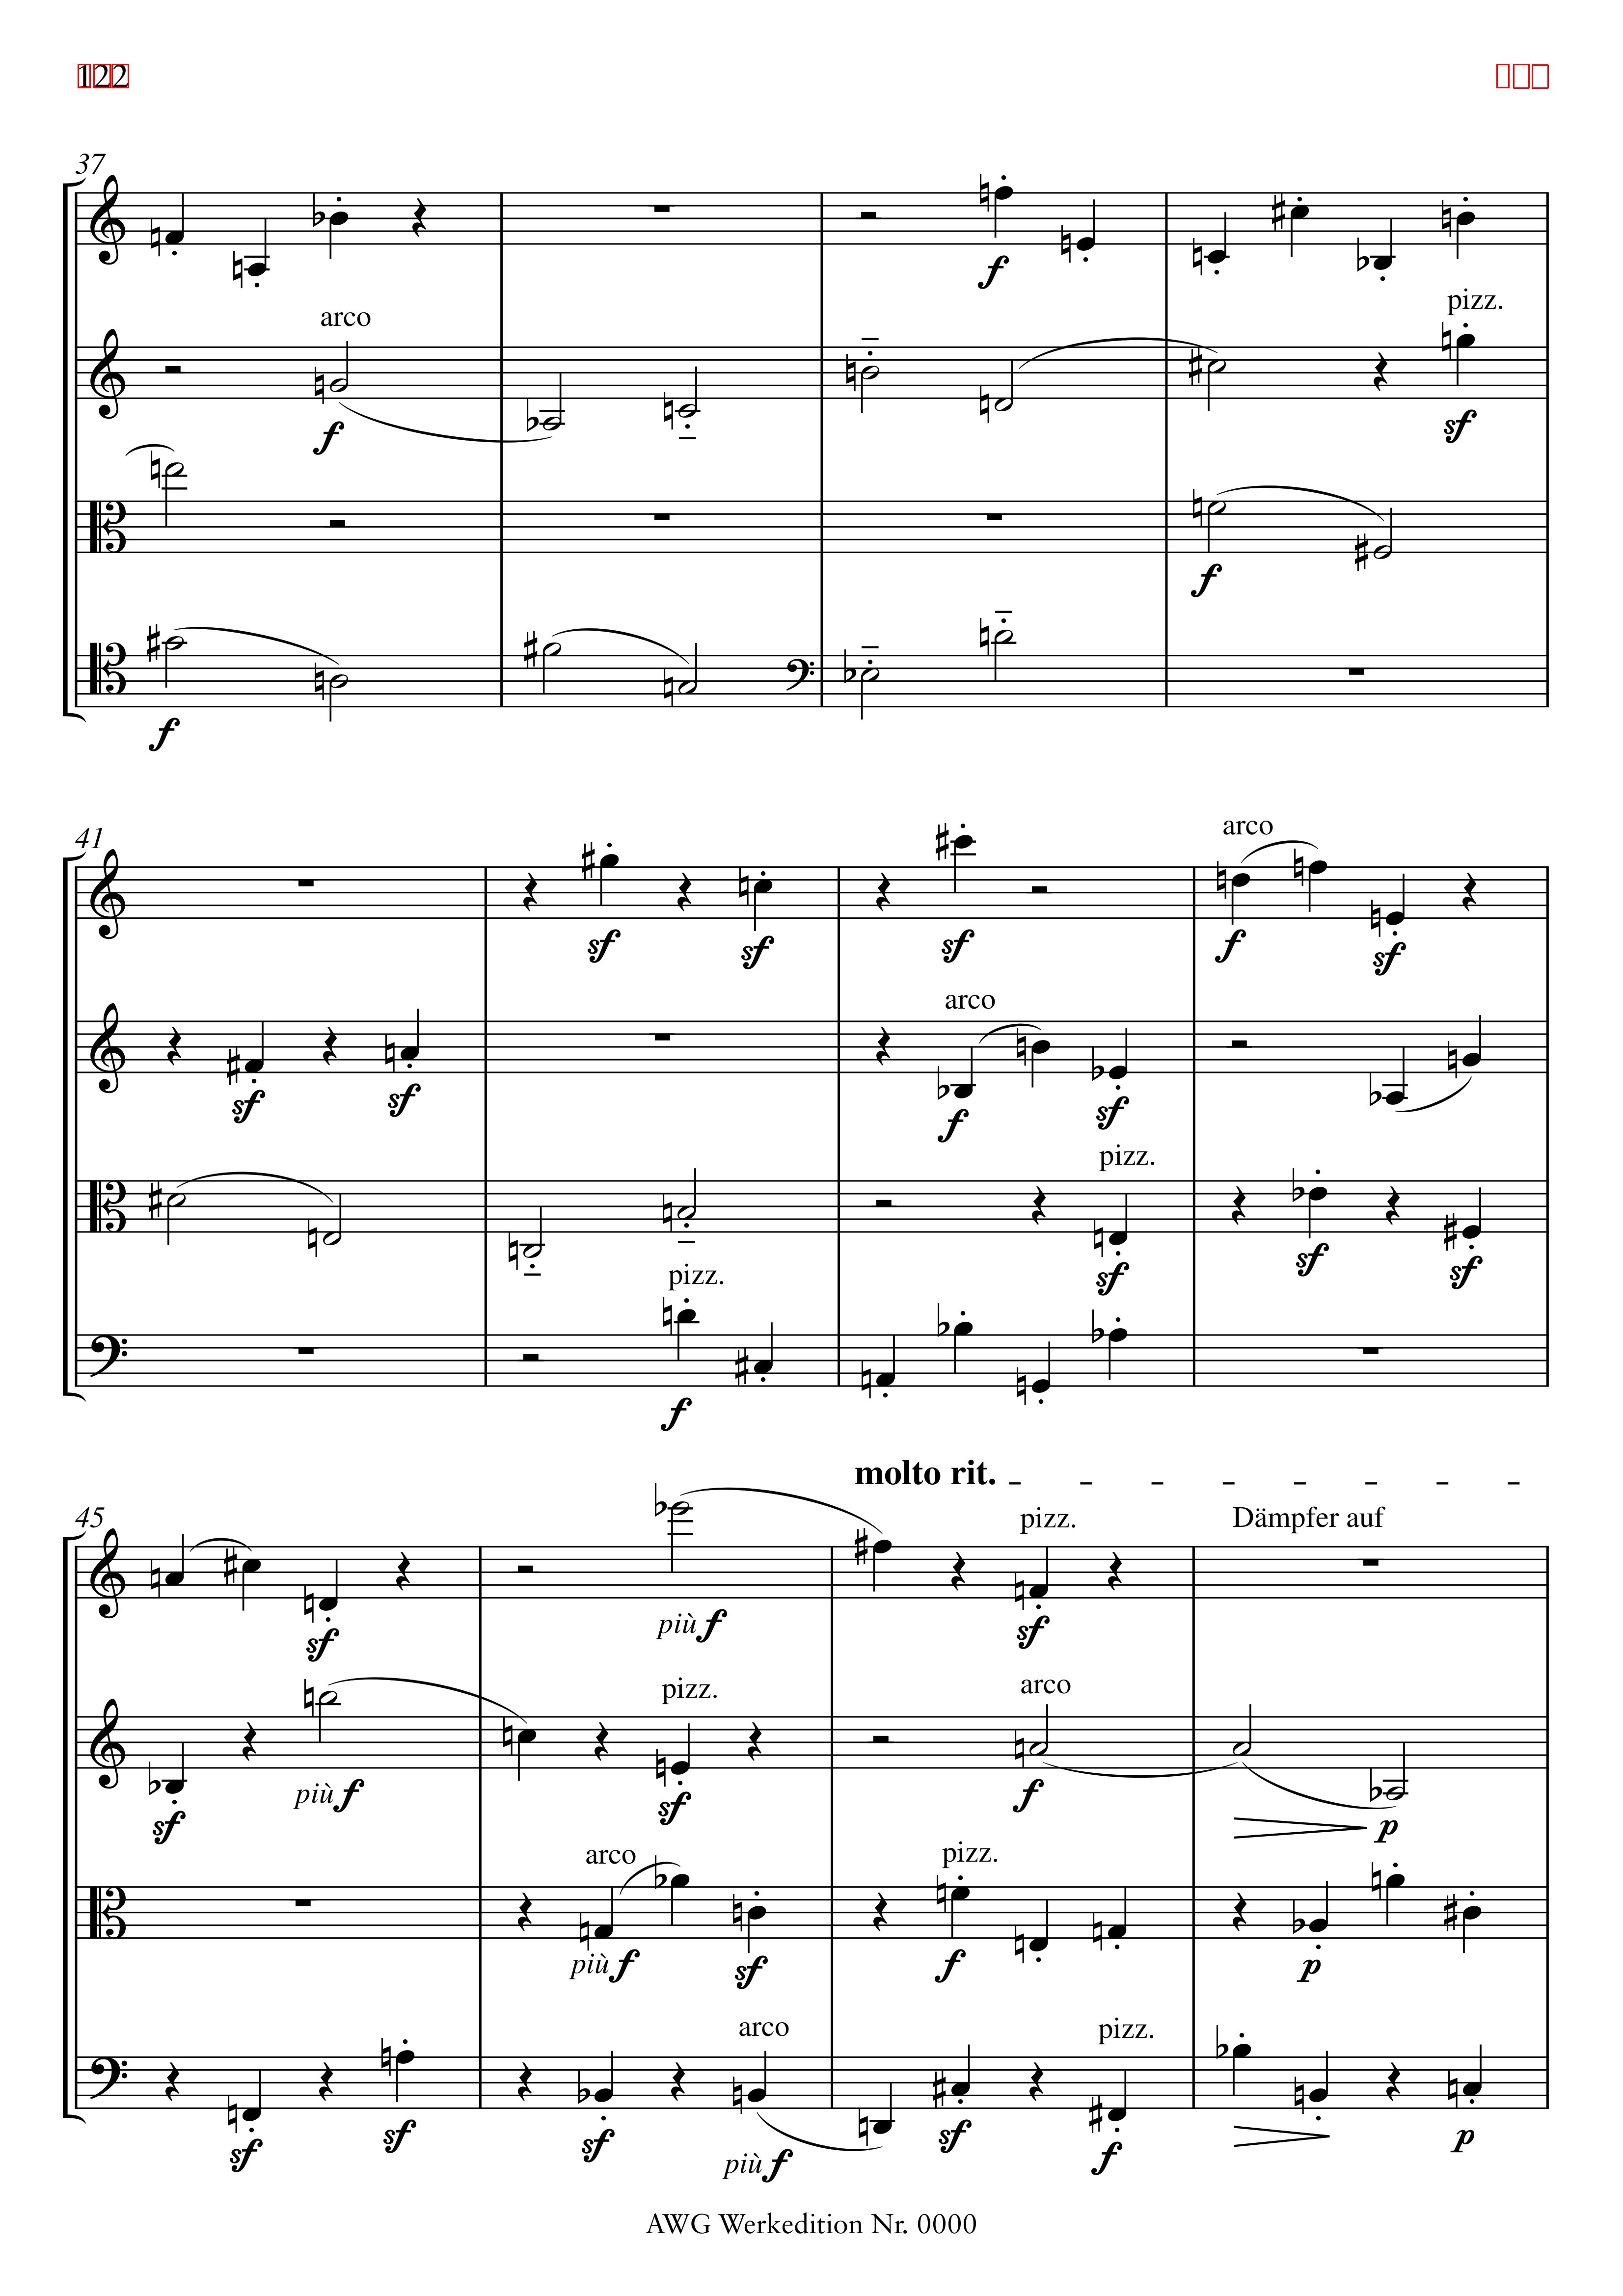 122
37
f
pizz.
arco
f
sf
f
f
41
arco
sf
sf
sf
f
sf
arco
sf
sf
f
sf
pizz.
pizz.
sf
sf
sf
f
molto rit.
45
pizz.
Dämpfer auf
sf
più f
sf
pizz.
arco
sf
più f
sf
f
p
arco
pizz.
più f
sf
f
p
arco
pizz.
sf
sf
sf
più f
sf
f
p
AWG Werkedition Nr. 0000